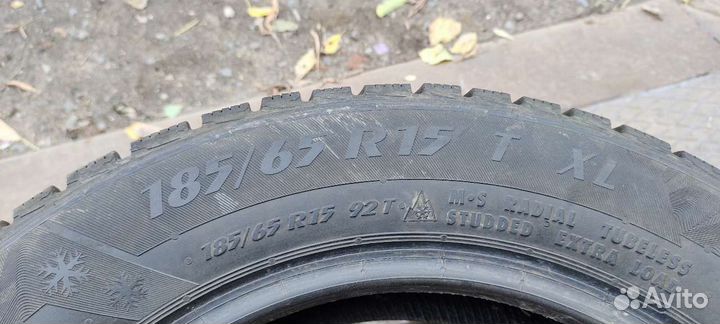 185/65 R15 T XL
185/65 R15 92T M·S RADIAL TUBELESS
STUDDED EXTRA LOAD
Avito